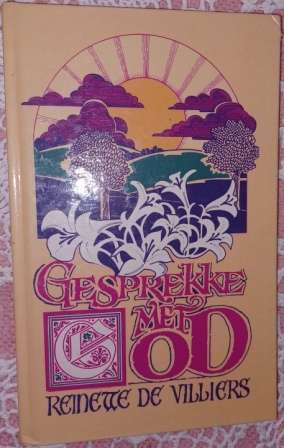 GESPREKKE
MET
GOD
REINETTE DE VILLIERS